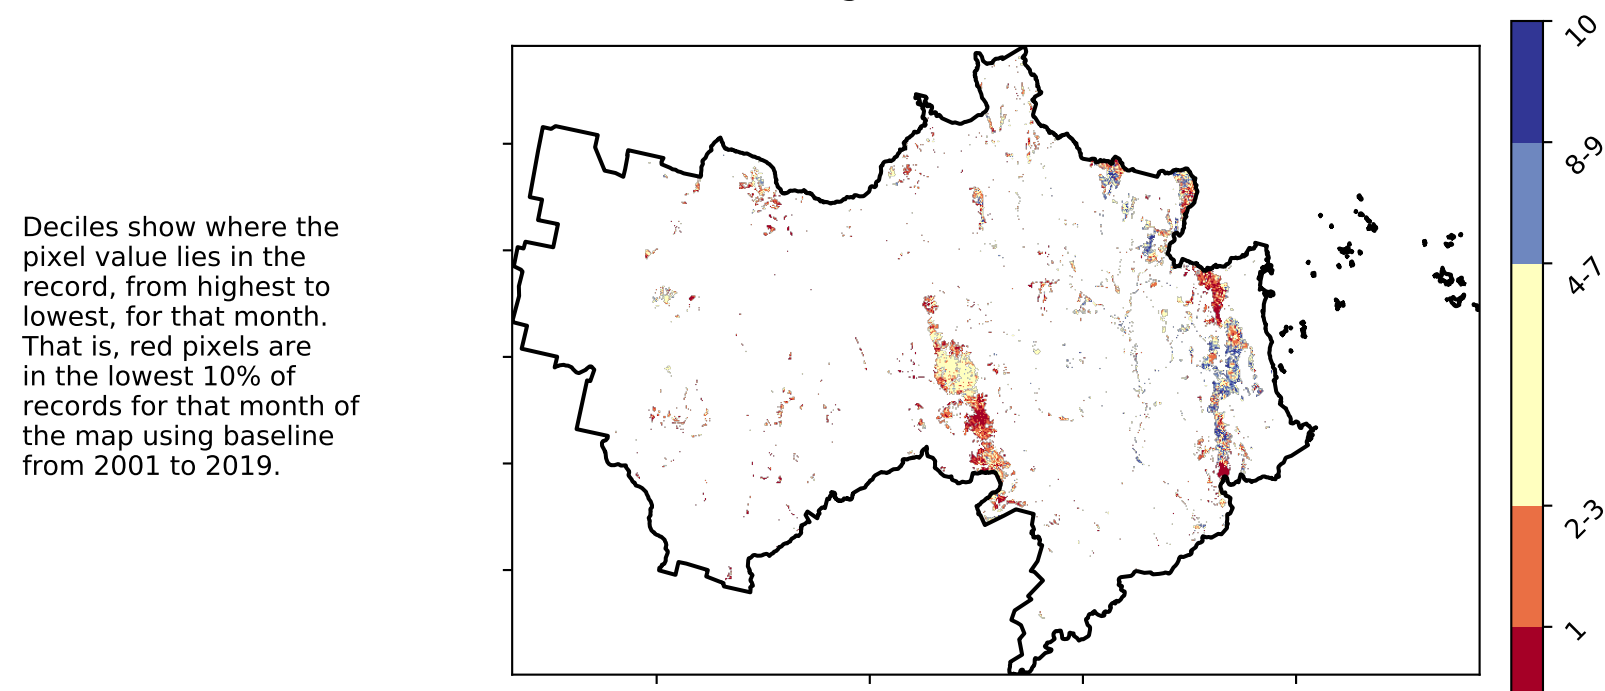 Deciles show where the
pixel value lies in the
record, from highest to
lowest, for that month.
That is, red pixels are
in the lowest 10% of
records for that month of
the map using baseline
from 2001 to 2019.
10
8-9
4-7
2-3
1